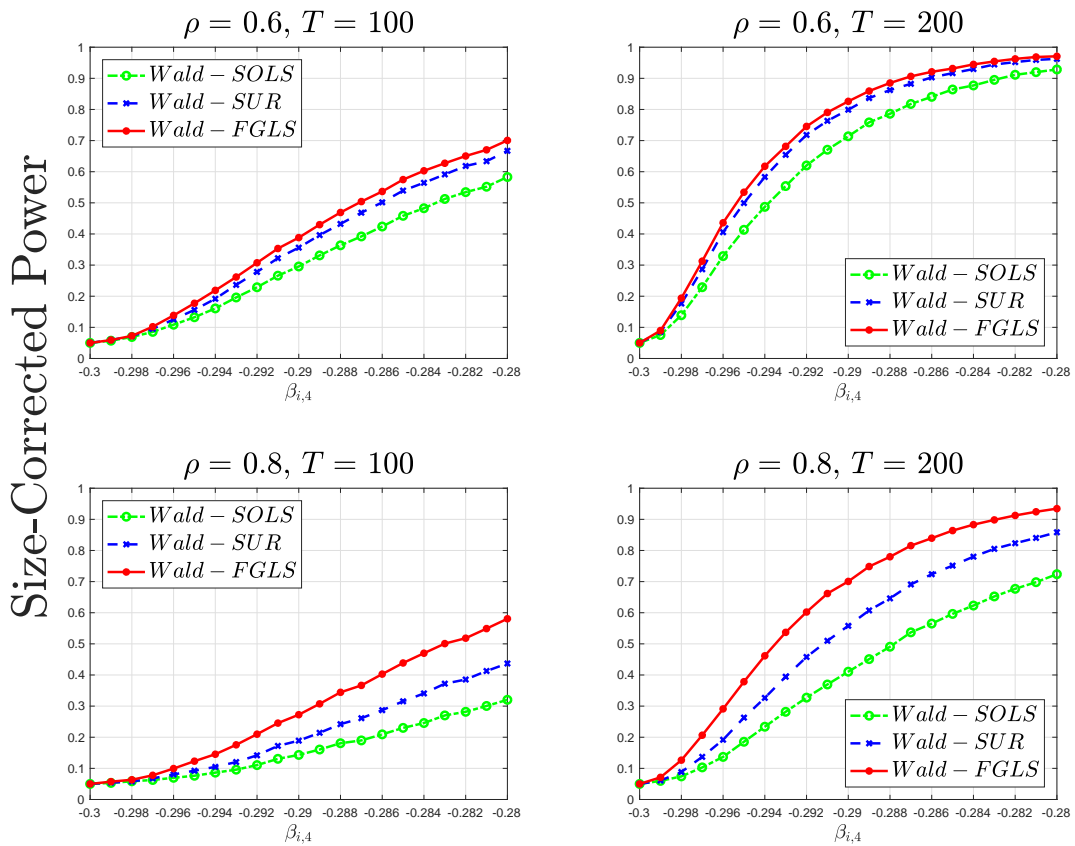 Size-Corrected Power
ρ = 0.6, T = 100
1
0.9
0.8
0.7
0.6
0.5
0.4
0.3
0.2
0.1
0
Wald − SOLS
Wald − SUR
Wald − FGLS
-0.3 -0.298 -0.296 -0.294 -0.292 -0.29 -0.288 -0.286 -0.284 -0.282 -0.28
β_{i,4}
ρ = 0.6, T = 200
1
0.9
0.8
0.7
0.6
0.5
0.4
0.3
0.2
0.1
0
Wald − SOLS
Wald − SUR
Wald − FGLS
-0.3 -0.298 -0.296 -0.294 -0.292 -0.29 -0.288 -0.286 -0.284 -0.282 -0.28
β_{i,4}
ρ = 0.8, T = 100
1
0.9
0.8
0.7
0.6
0.5
0.4
0.3
0.2
0.1
0
Wald − SOLS
Wald − SUR
Wald − FGLS
-0.3 -0.298 -0.296 -0.294 -0.292 -0.29 -0.288 -0.286 -0.284 -0.282 -0.28
β_{i,4}
ρ = 0.8, T = 200
1
0.9
0.8
0.7
0.6
0.5
0.4
0.3
0.2
0.1
0
Wald − SOLS
Wald − SUR
Wald − FGLS
-0.3 -0.298 -0.296 -0.294 -0.292 -0.29 -0.288 -0.286 -0.284 -0.282 -0.28
β_{i,4}